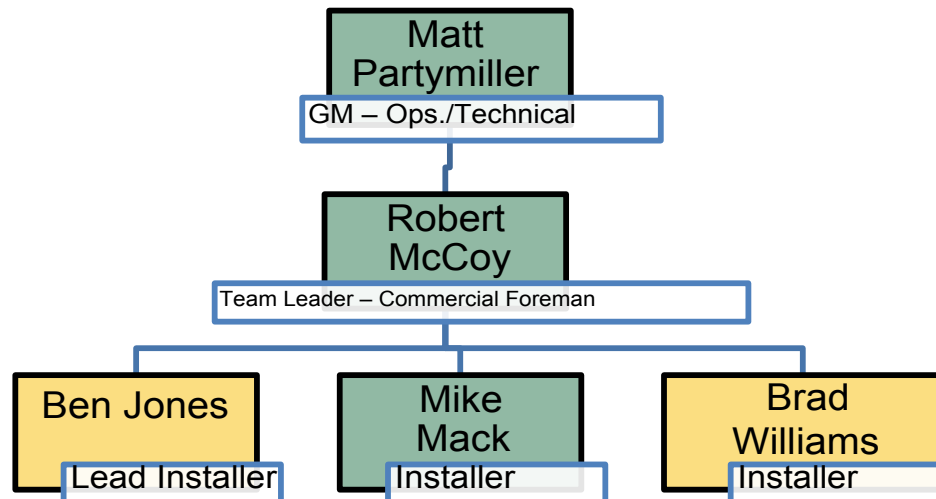 Matt
Partymiller
GM – Ops./Technical
Robert
McCoy
Team Leader – Commercial Foreman
Ben Jones
Lead Installer
Mike
Mack
Installer
Brad
Williams
Installer